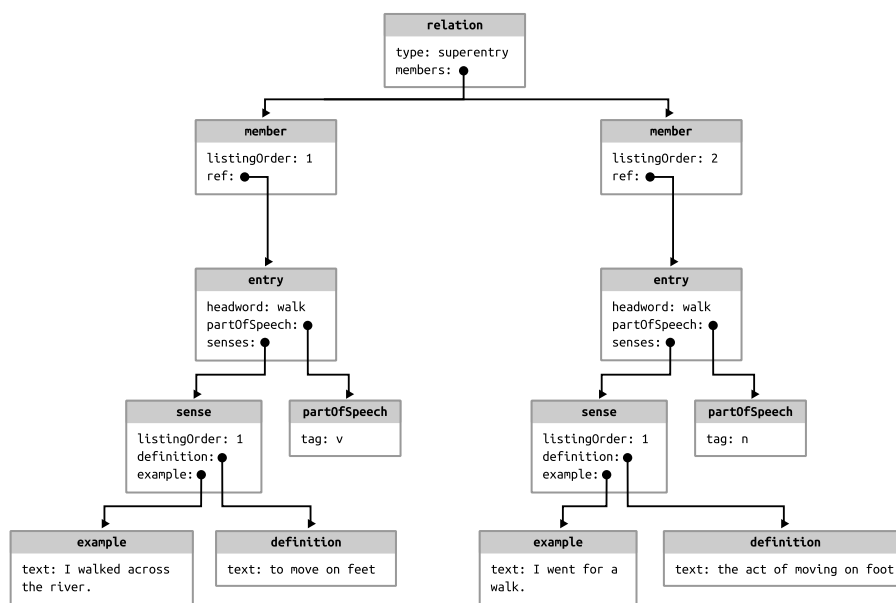 relation
type: superentry
members:
member
listingOrder: 1
ref:
member
listingOrder: 2
ref:
entry
headword: walk
partOfSpeech:
senses:
entry
headword: walk
partOfSpeech:
senses:
sense
listingOrder: 1
definition:
example:
partOfSpeech
tag: v
sense
listingOrder: 1
definition:
example:
partOfSpeech
tag: n
example
text: I walked across
the river.
definition
text: to move on feet
example
text: I went for a
walk.
definition
text: the act of moving on foot